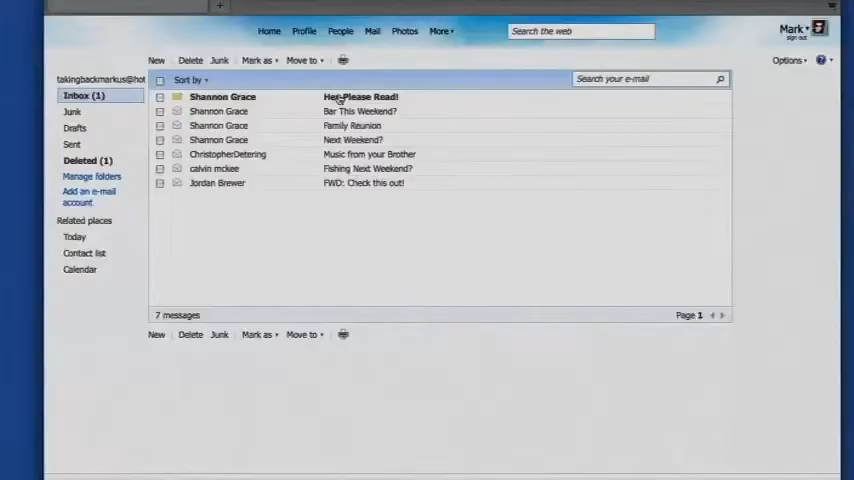 Home Profile People Mail Photos More
Search the web
Mark
sign out
New Delete Junk Mark as Move to
Options
takingbackmarkus@hot
Sort by
Search your e-mail
Inbox (1)
Junk
Drafts
Sent
Deleted (1)
Manage folders
Add an e-mail
account
Related places
Today
Contact list
Calendar
Shannon Grace Hey Please Read!
Shannon Grace Bar This Weekend?
Shannon Grace Family Reunion
Shannon Grace Next Weekend?
ChristopherDetering Music from your Brother
calvin mckee Fishing Next Weekend?
Jordan Brewer FWD: Check this out!
7 messages
Page 1
New Delete Junk Mark as Move to